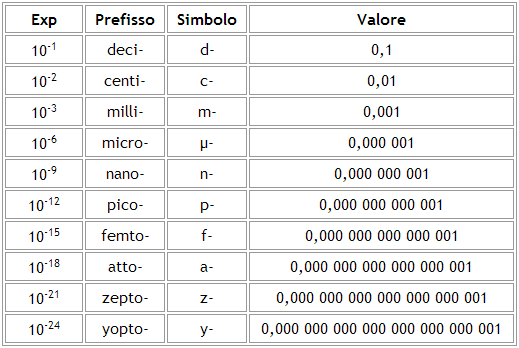 Exp Prefisso Simbolo Valore
10-1 deci- d- 0,1
10-2 centi- c- 0,01
10-3 milli- m- 0,001
10-6 micro- μ- 0,000 001
10-9 nano- n- 0,000 000 001
10-12 pico- p- 0,000 000 000 001
10-15 femto- f- 0,000 000 000 000 001
10-18 atto- a- 0,000 000 000 000 000 001
10-21 zepto- z- 0,000 000 000 000 000 000 001
10-24 yopto- y- 0,000 000 000 000 000 000 000 001